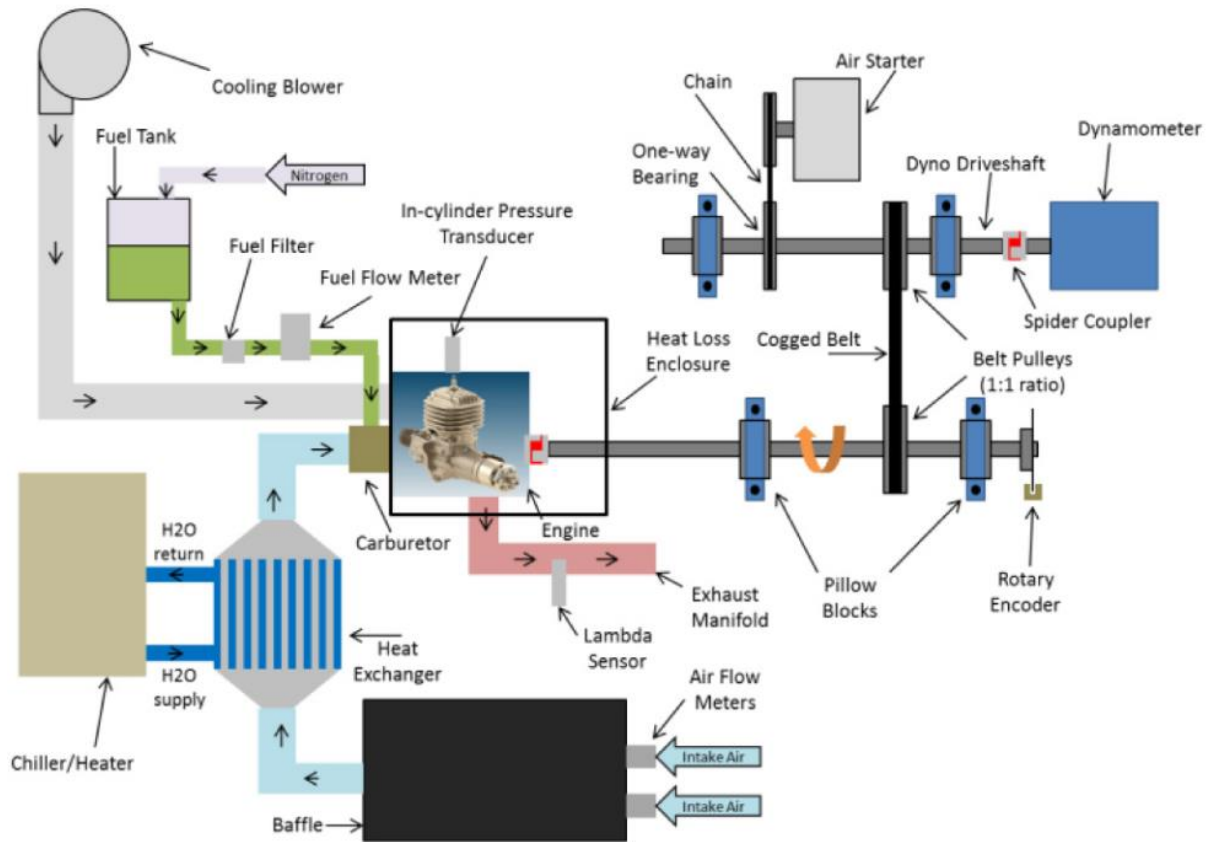 Cooling Blower
Fuel Tank
Nitrogen
Fuel Filter
In-cylinder Pressure
Transducer
Fuel Flow Meter
Air Starter
Chain
One-way
Bearing
Dyno Driveshaft
Dynamometer
Heat Loss
Enclosure
Cogged Belt
Spider Coupler
Belt Pulleys
(1:1 ratio)
H2O
return
Carburetor
Engine
Pillow
Blocks
Rotary
Encoder
Exhaust
Manifold
Lambda
Sensor
Heat
Exchanger
H2O
supply
Air Flow
Meters
Chiller/Heater
Intake Air
Intake Air
Baffle